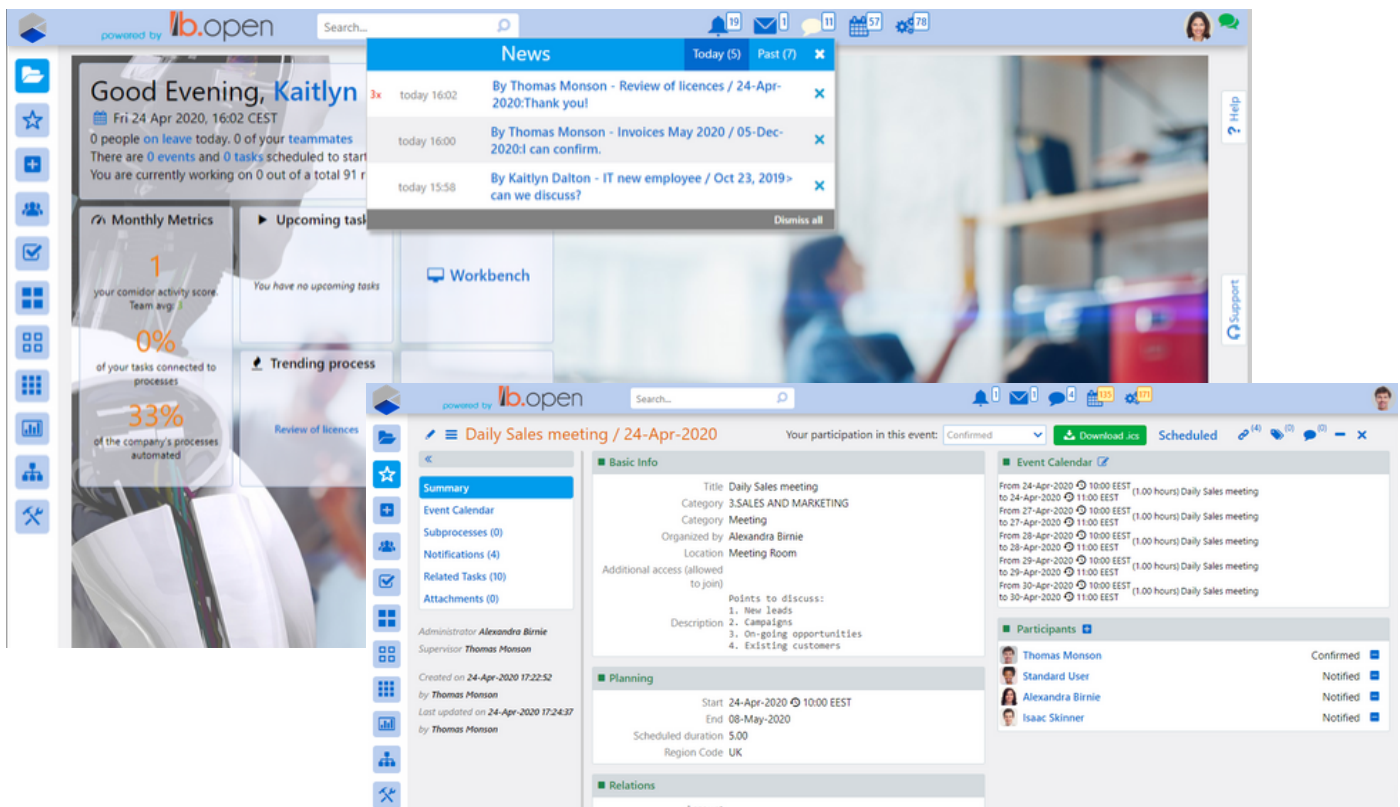 powered by lb.open
Search...
19
1
11
57
78
News
Today (5)
Past (7)
3x
today 16:02
By Thomas Monson - Review of licences / 24-Apr-
2020:Thank you!
today 16:00
By Thomas Monson - Invoices May 2020 / 05-Dec-
2020:I can confirm.
today 15:58
By Kaitlyn Dalton - IT new employee / Oct 23, 2019>
can we discuss?
Dismiss all
Good Evening, Kaitlyn
Fri 24 Apr 2020, 16:02 CEST
0 people on leave today. 0 of your teammates
There are 0 events and 0 tasks scheduled to start
You are currently working on 0 out of a total 91 r
Monthly Metrics
1
your comidor activity score.
Team avg:
0%
of your tasks connected to
processes
33%
of the company's processes
automated
Upcoming task
You have no upcoming tasks
Workbench
Trending process
Review of licences
? Help
Support
powered by lb.open
Search...
1
1
4
135
171
Daily Sales meeting / 24-Apr-2020
Your participation in this event:
Confirmed
Download .ics
Scheduled
(4)
(0)
(0)
Summary
Event Calendar
Subprocesses (0)
Notifications (4)
Related Tasks (10)
Attachments (0)
Administrator Alexandra Birnie
Supervisor Thomas Monson
Created on 24-Apr-2020 17:22:52
by Thomas Monson
Last updated on 24-Apr-2020 17:24:37
by Thomas Monson
Basic Info
Title Daily Sales meeting
Category 3.SALES AND MARKETING
Category Meeting
Organized by Alexandra Birnie
Location Meeting Room
Additional access (allowed
to join)
Description
Points to discuss:
1. New leads
2. Campaigns
3. On-going opportunities
4. Existing customers
Planning
Start 24-Apr-2020 10:00 EEST
End 08-May-2020
Scheduled duration 5.00
Region Code UK
Relations
Event Calendar
From 24-Apr-2020 10:00 EEST
to 24-Apr-2020 11:00 EEST
(1.00 hours) Daily Sales meeting
From 27-Apr-2020 10:00 EEST
to 27-Apr-2020 11:00 EEST
(1.00 hours) Daily Sales meeting
From 28-Apr-2020 10:00 EEST
to 28-Apr-2020 11:00 EEST
(1.00 hours) Daily Sales meeting
From 29-Apr-2020 10:00 EEST
to 29-Apr-2020 11:00 EEST
(1.00 hours) Daily Sales meeting
From 30-Apr-2020 10:00 EEST
to 30-Apr-2020 11:00 EEST
(1.00 hours) Daily Sales meeting
Participants
Thomas Monson Confirmed
Standard User Notified
Alexandra Birnie Notified
Isaac Skinner Notified